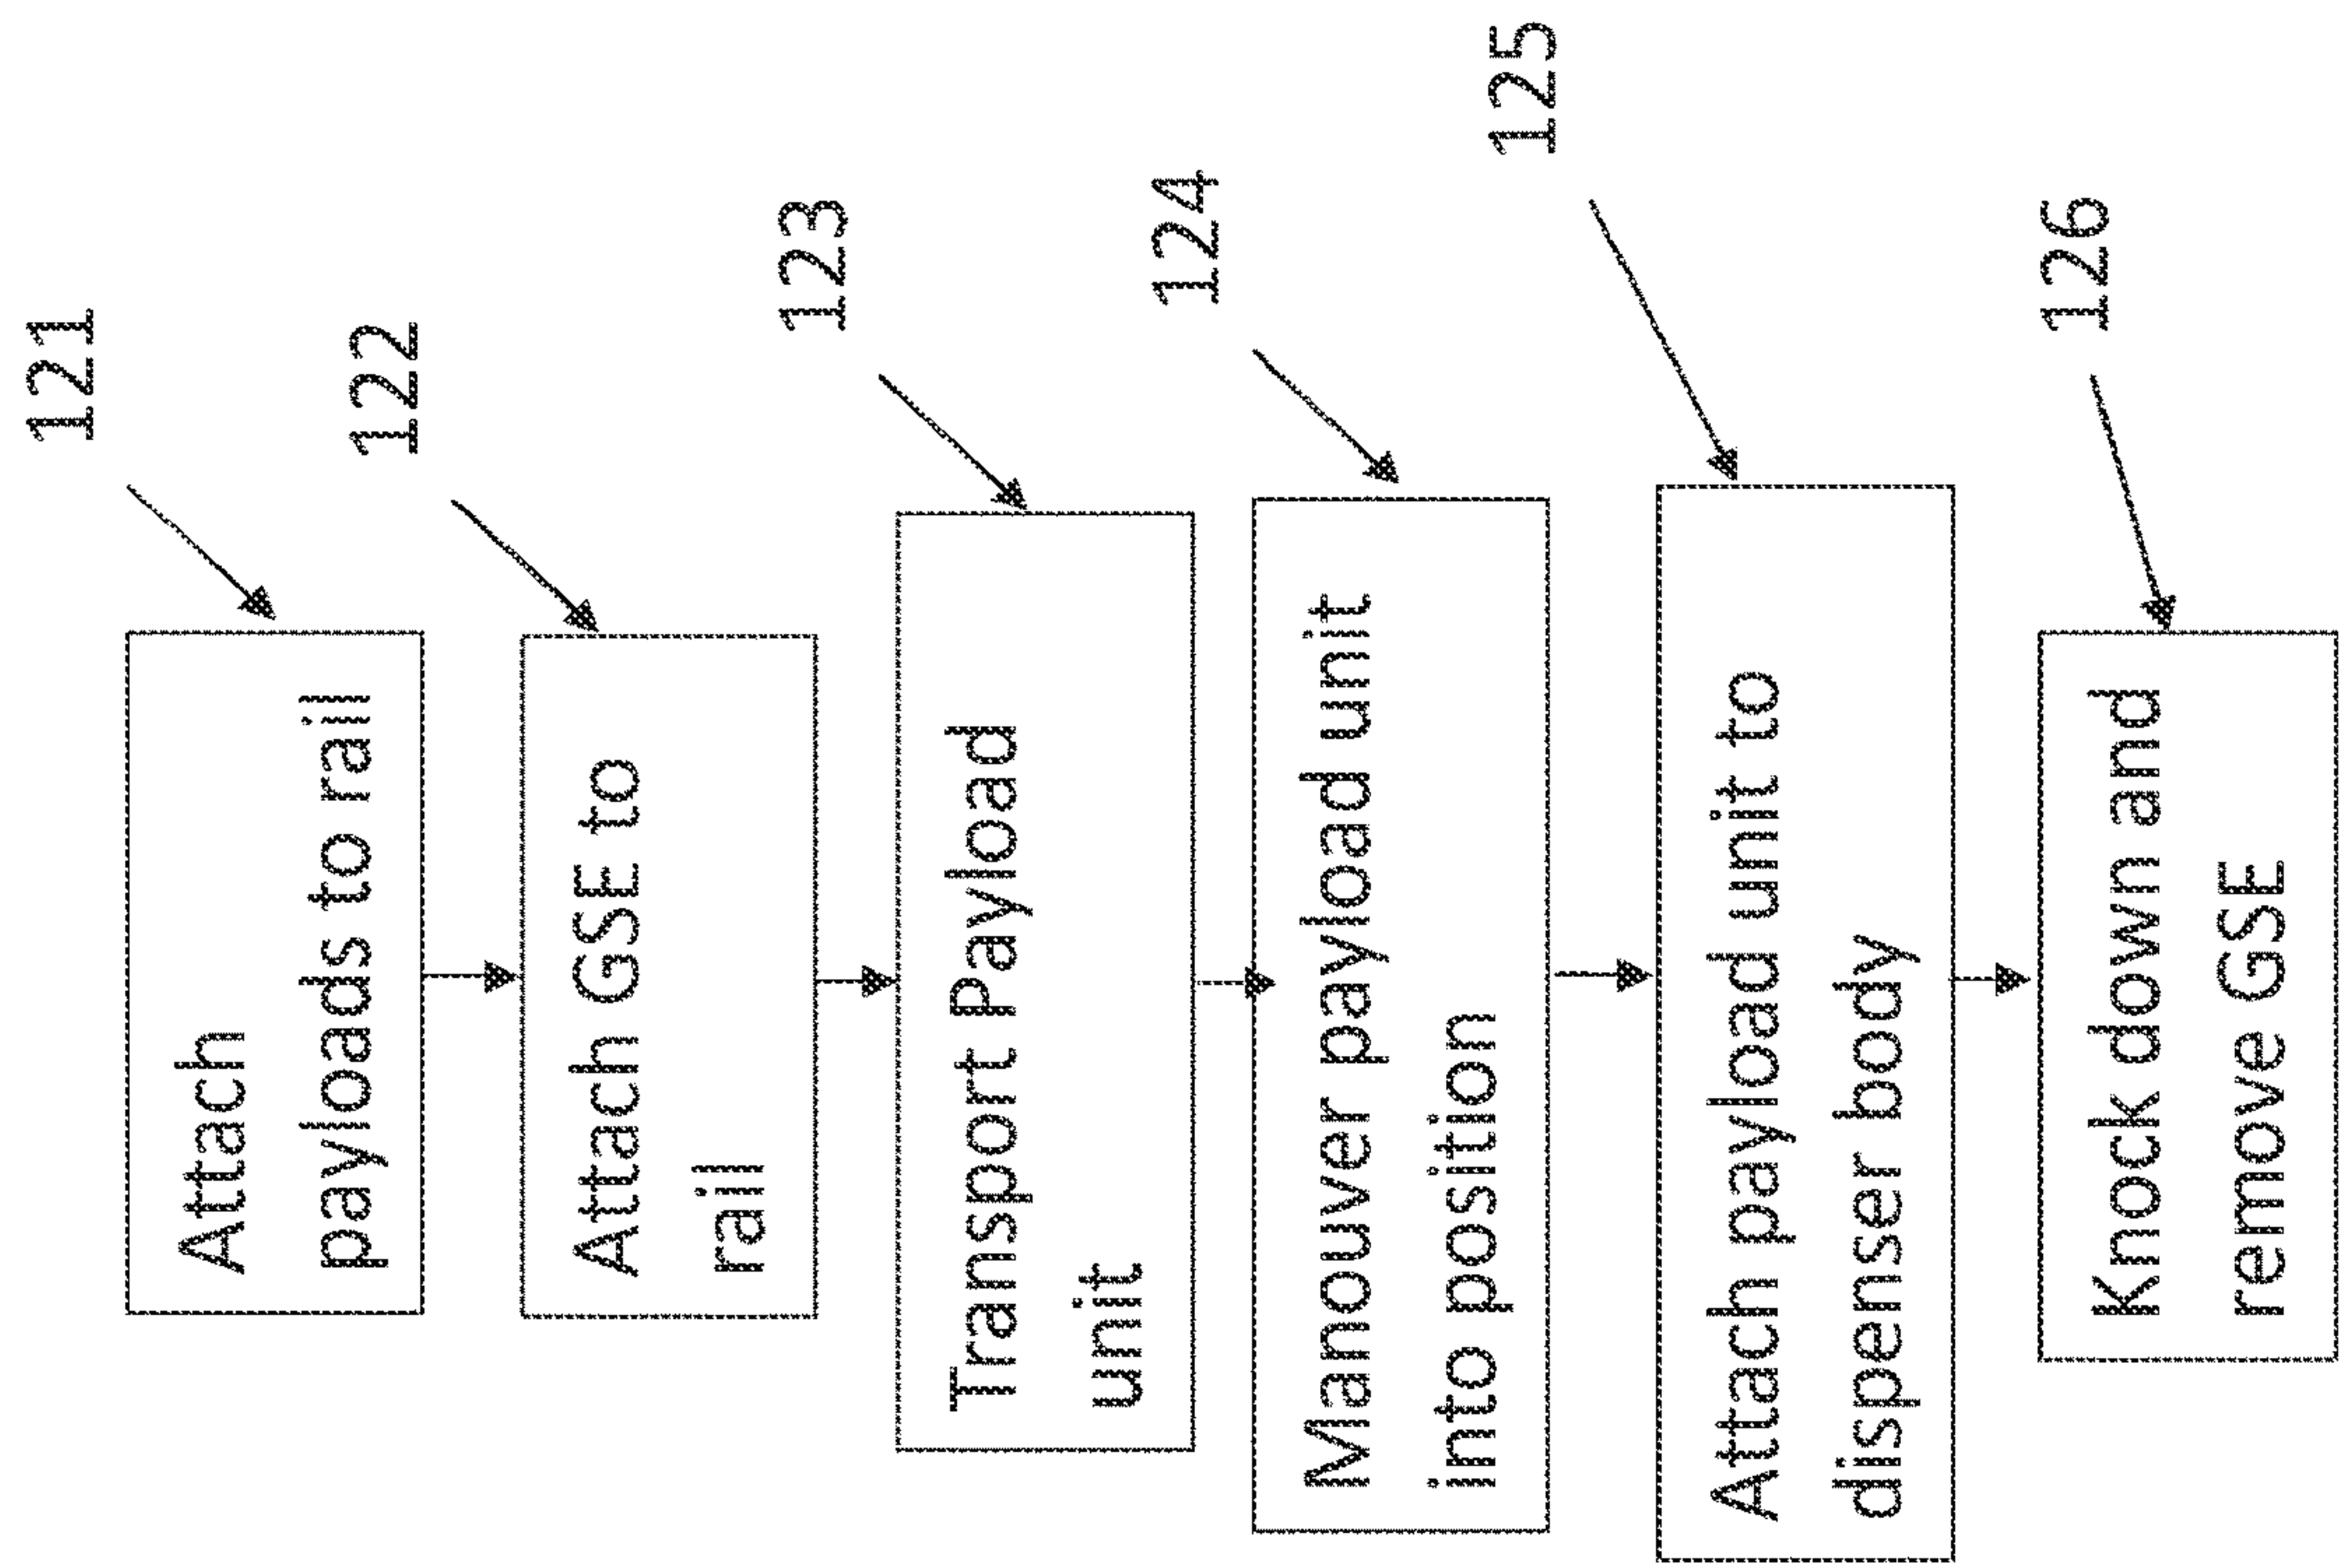 121
Attach
payloads to rail
122
Attach GSE to
rail
123
Transport Payload
unit
124
Manouver payload unit
into position
125
Attach payload unit to
dispenser body
126
Knock down and
remove GSE